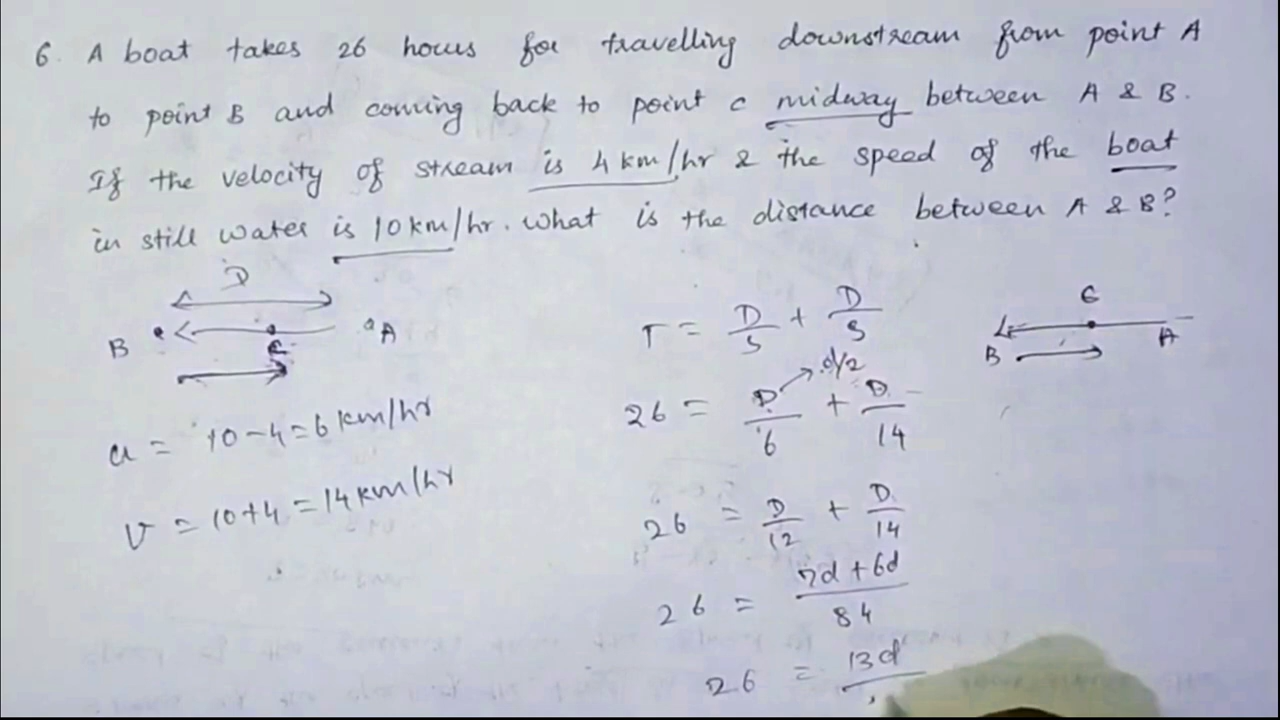 6. A boat takes 26 hours for travelling downstream from point A
to point B and coming back to point c midway between A & B.
If the velocity of stream is 4 km/hr & the speed of the boat
in still water is 10 km/hr. What is the distance between A & B?
D
B C A
u = 10-4=6 km/hr
v = 10+4 = 14 km/hr
T = D/S + D/S
d/2
26 = D/6 + D/14
26 = D/12 + D/14
26 = 7d + 6d / 84
26 = 13d
C
B A